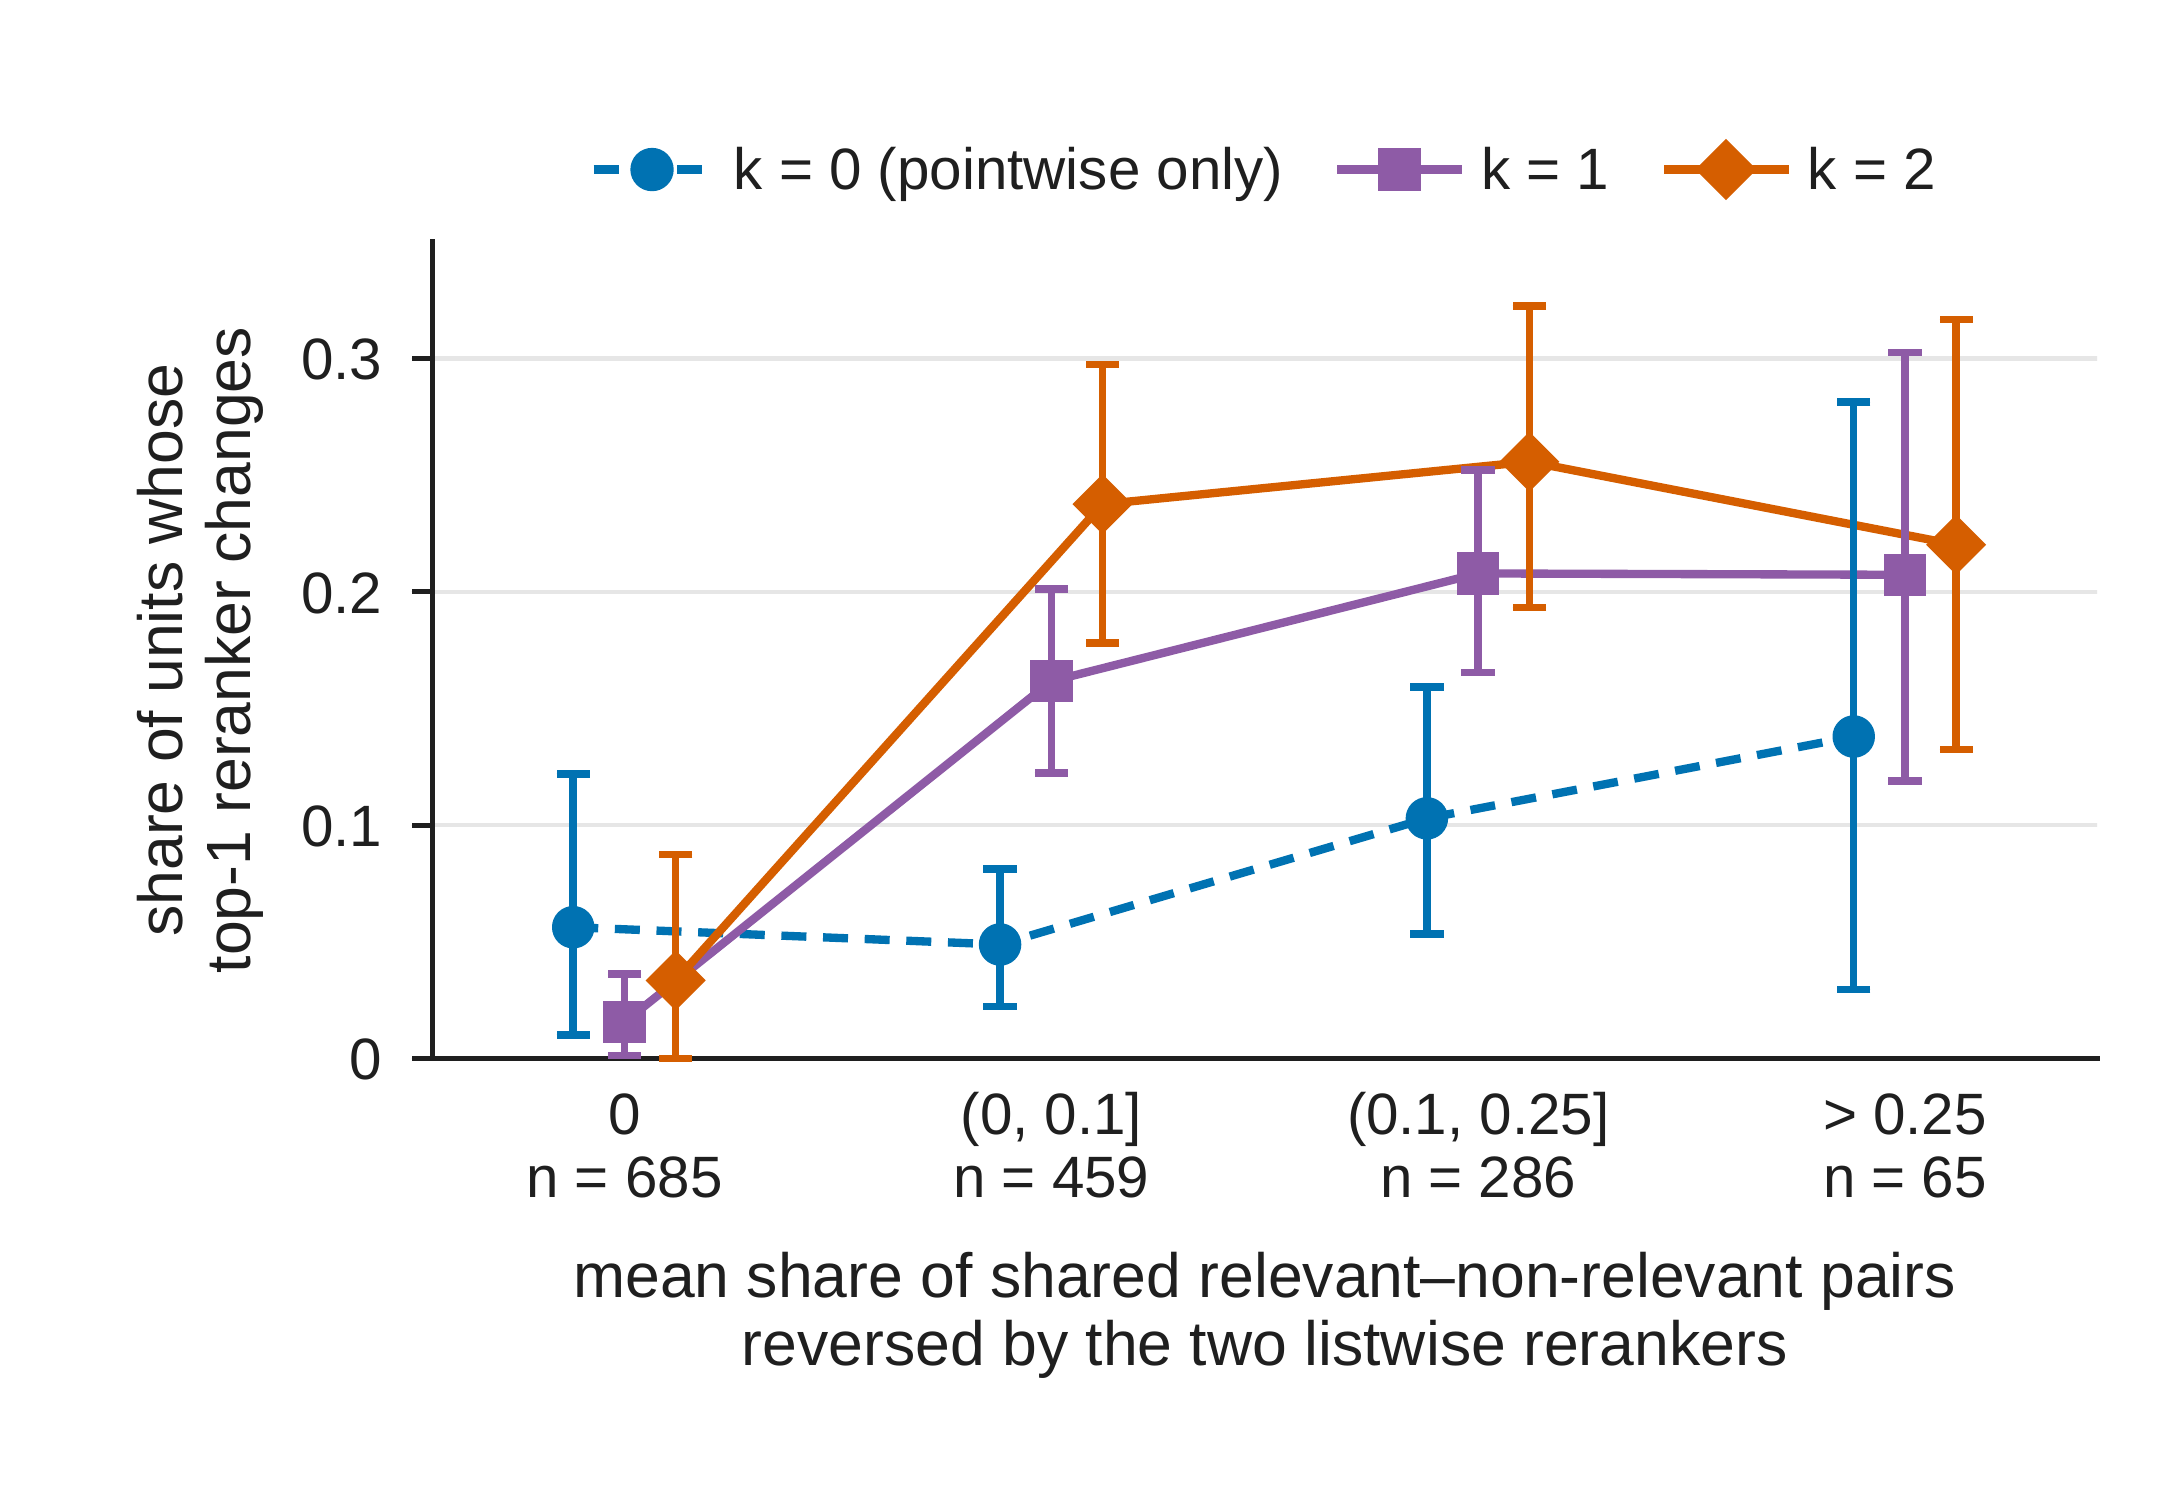 k = 0 (pointwise only) k = 1 k = 2
share of units whose
top-1 reranker changes
0.3
0.2
0.1
0
0 (0, 0.1] (0.1, 0.25] > 0.25
n = 685 n = 459 n = 286 n = 65
mean share of shared relevant–non-relevant pairs
reversed by the two listwise rerankers